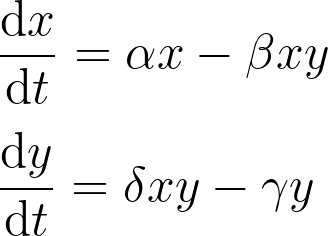 dx/dt = αx − βxy
dy/dt = δxy − γy